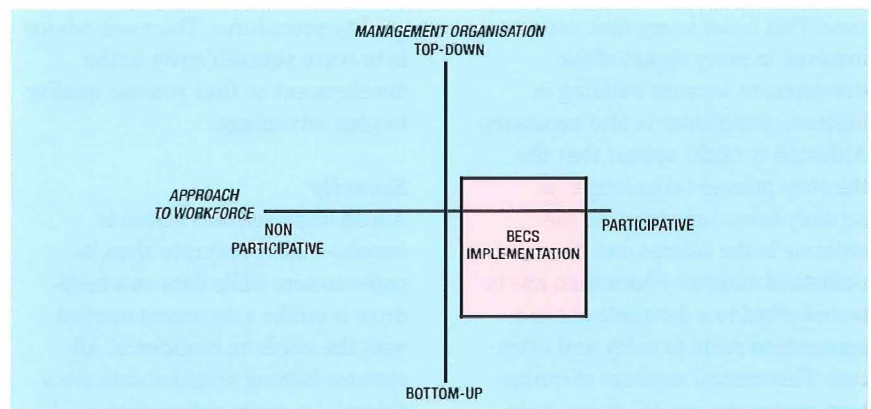 MANAGEMENT ORGANISATION
TOP-DOWN
APPROACH
TO WORKFORCE
NON
PARTICIPATIVE
PARTICIPATIVE
BECS
IMPLEMENTATION
BOTTOM-UP